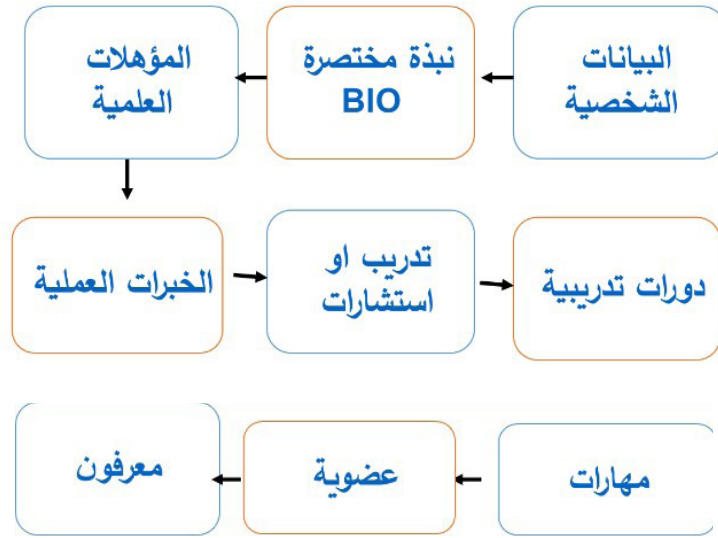 البيانات
الشخصية
نبذة مختصرة
BIO
المؤهلات
العلمية
الخبرات العملية
تدريب او
استشارات
دورات تدريبية
مهارات
عضوية
معرفون